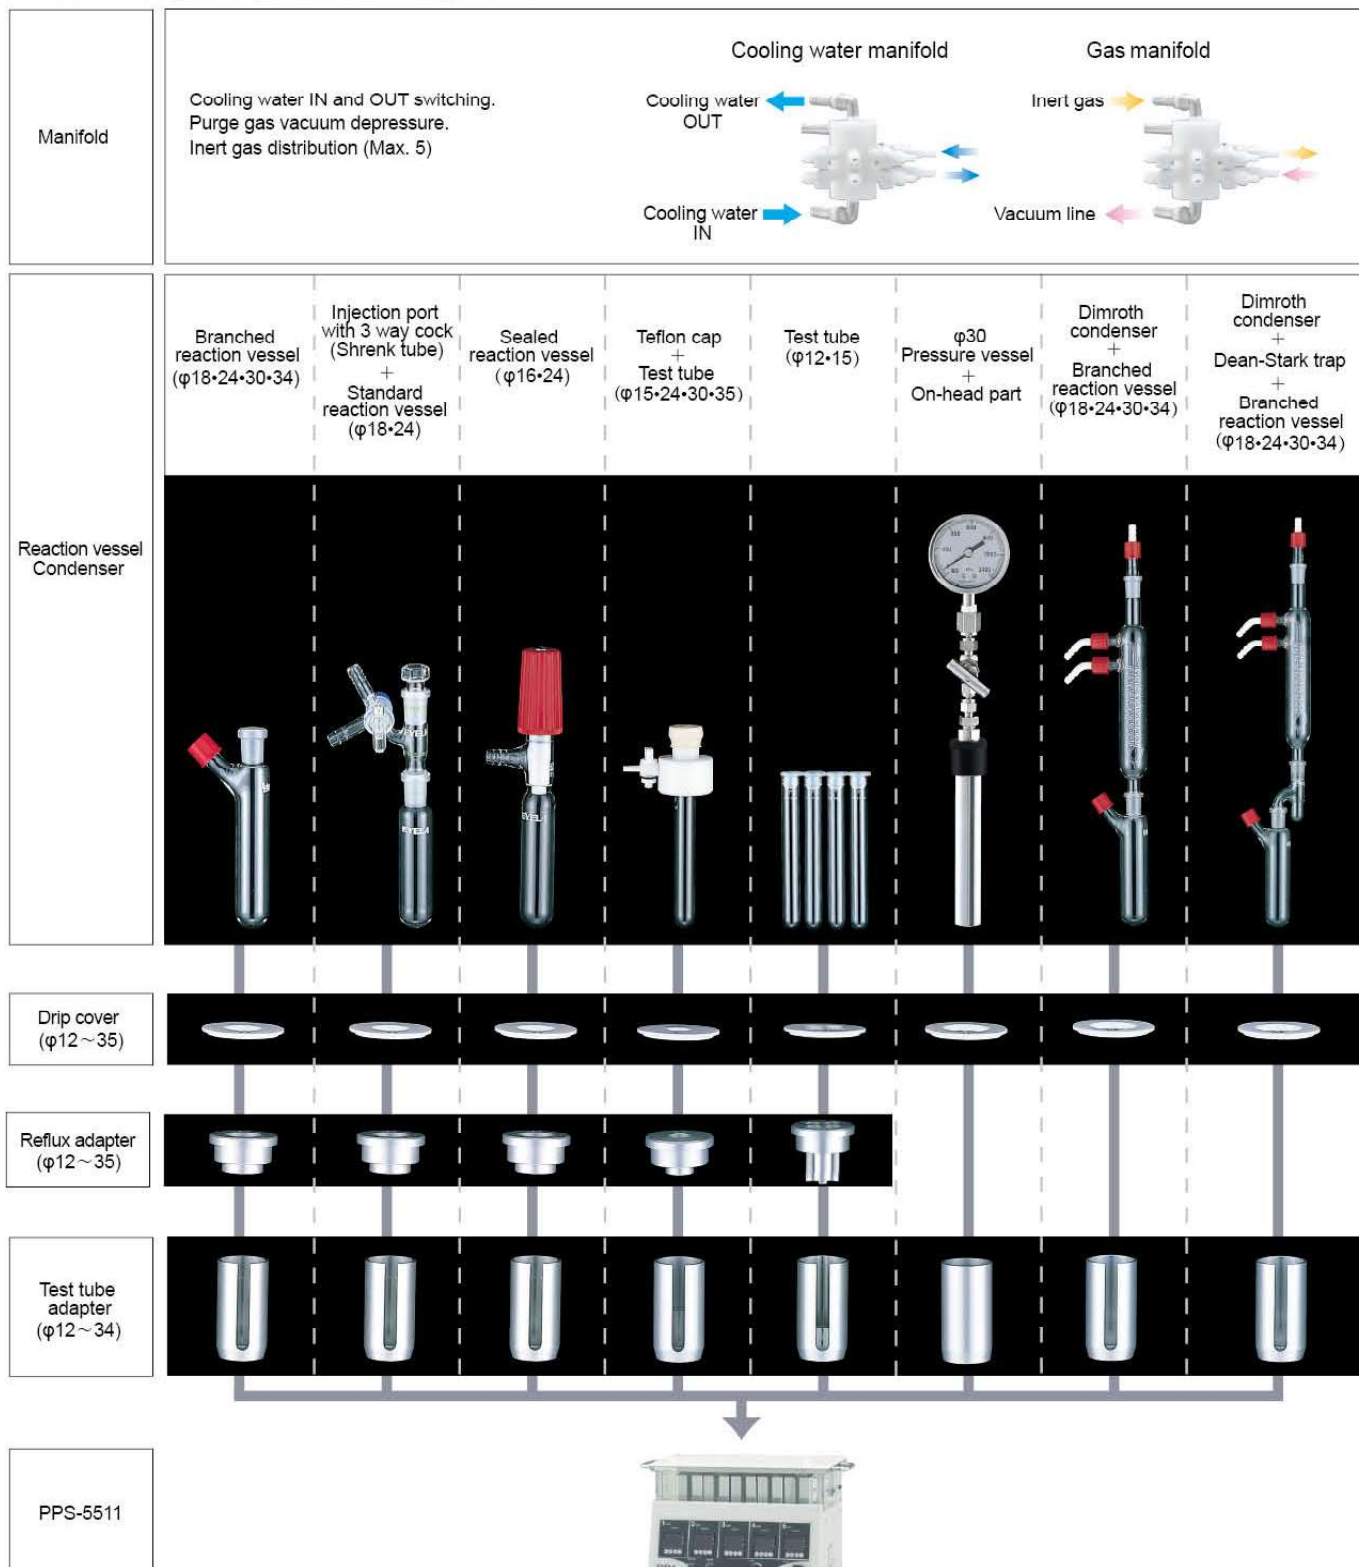 Manifold
Cooling water IN and OUT switching.
Purge gas vacuum depressure.
Inert gas distribution (Max. 5)
Cooling water manifold
Gas manifold
Cooling water
OUT
Inert gas
Cooling water
IN
Vacuum line
Reaction vessel
Condenser
Branched
reaction vessel
(φ18•24•30•34)
Injection port
with 3 way cock
(Shrenk tube)
+
Standard
reaction vessel
(φ18•24)
Sealed
reaction vessel
(φ16•24)
Teflon cap
+
Test tube
(φ15•24•30•35)
Test tube
(φ12•15)
φ30
Pressure vessel
+
On-head part
Dimroth
condenser
+
Branched
reaction vessel
(φ18•24•30•34)
Dimroth
condenser
+
Dean-Stark trap
+
Branched
reaction vessel
(φ18•24•30•34)
EYELA
EYELA
Drip cover
(φ12～35)
Reflux adapter
(φ12～35)
Test tube
adapter
(φ12～34)
PPS-5511